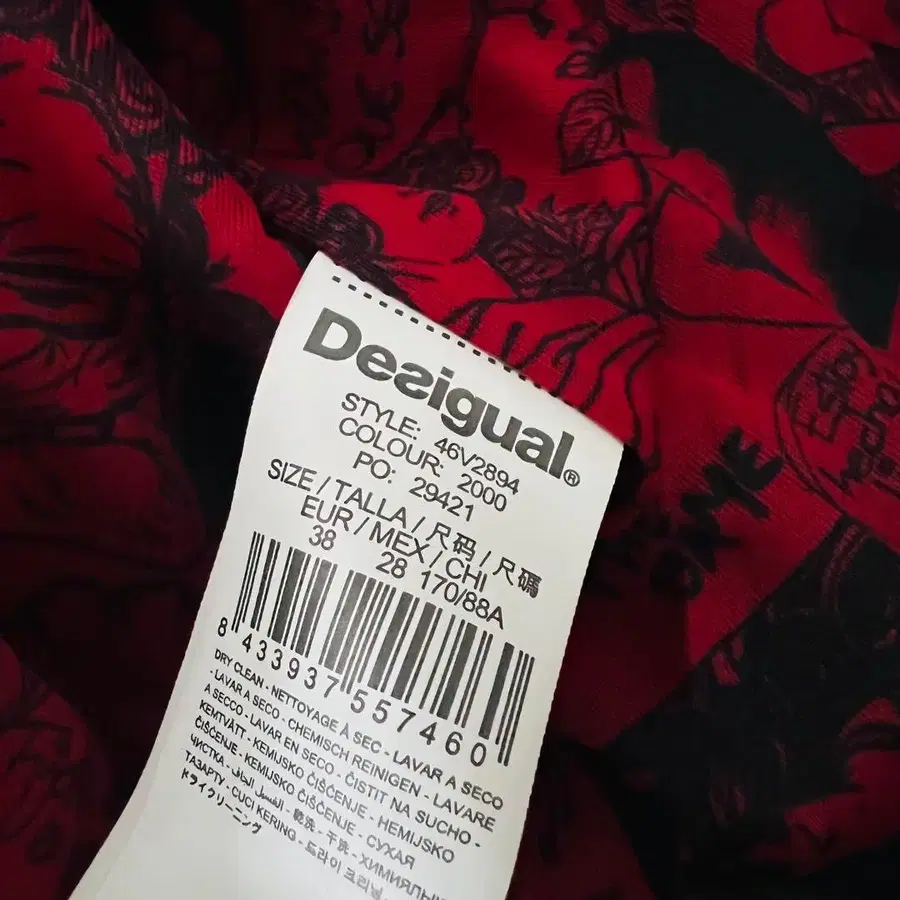 Desigual®
STYLE: 46V2894
COLOUR: 2000
PO: 29421
SIZE / TALLA / 尺码 / 尺碼
EUR / MEX / CHI
38 28 170/88A
8 433937 557460
DRY CLEAN - NETTOYAGE À SEC - LAVAR A SECO
- LAVAR A SECO - CHEMISCH REINIGEN - LAVARE
A SECCO - LAVAR EN SECO - ČISTIT NA SUCHO -
KEMTVÄTT - KEMIJSKO ČIŠĆENJE - HEMIJSKO
ČIŠĆENJE - KEMIJSKO ČIŠČENJE - СУХАЯ
ЧИСТКА - الغسيل الجاف - 乾洗 - 干洗 - ХИМИЯЛЫҚ
ТАЗАРТУ - CUCI KERING - 드라이 크리닝
ドライクリーニング